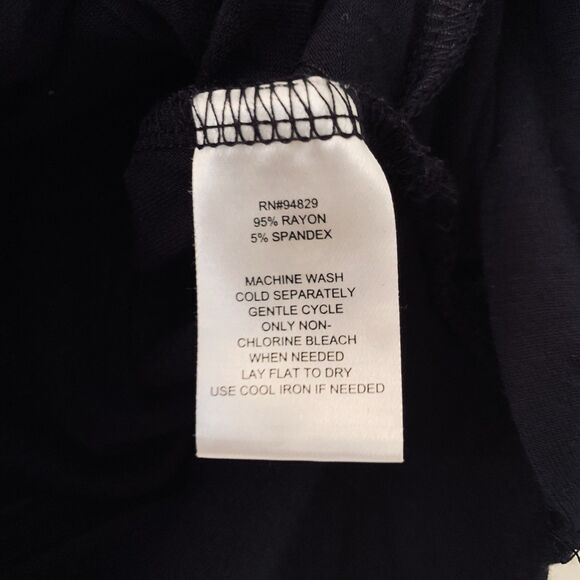 RN#94829
95% RAYON
5% SPANDEX
MACHINE WASH
COLD SEPARATELY
GENTLE CYCLE
ONLY NON-
CHLORINE BLEACH
WHEN NEEDED
LAY FLAT TO DRY
USE COOL IRON IF NEEDED